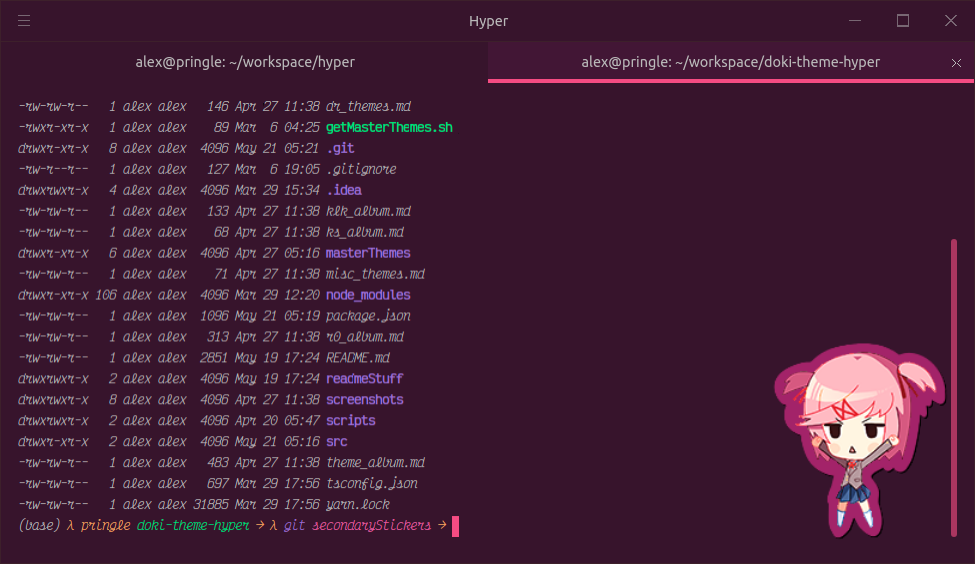 Hyper
alex@pringle: ~/workspace/hyper
alex@pringle: ~/workspace/doki-theme-hyper
-rw-rw-r-- 1 alex alex 146 Apr 27 11:38 dr_themes.md
-rwxr-xr-x 1 alex alex 89 Mar 6 04:25 getMasterThemes.sh
drwxr-xr-x 8 alex alex 4096 May 21 05:21 .git
-rw-r--r-- 1 alex alex 127 Mar 6 19:05 .gitignore
drwxrwxr-x 4 alex alex 4096 Mar 29 15:34 .idea
-rw-rw-r-- 1 alex alex 133 Apr 27 11:38 klk_album.md
-rw-rw-r-- 1 alex alex 68 Apr 27 11:38 ks_album.md
drwxr-xr-x 6 alex alex 4096 Apr 27 05:16 masterThemes
-rw-rw-r-- 1 alex alex 71 Apr 27 11:38 misc_themes.md
drwxr-xr-x 106 alex alex 4096 Mar 29 12:20 node_modules
-rw-rw-r-- 1 alex alex 1096 May 21 05:19 package.json
-rw-rw-r-- 1 alex alex 313 Apr 27 11:38 r0_album.md
-rw-rw-r-- 1 alex alex 2851 May 19 17:24 README.md
drwxrwxr-x 2 alex alex 4096 May 19 17:24 readmeStuff
drwxrwxr-x 8 alex alex 4096 Apr 27 11:38 screenshots
drwxrwxr-x 2 alex alex 4096 Apr 20 05:47 scripts
drwxrwxr-x 2 alex alex 4096 May 21 05:16 src
-rw-rw-r-- 1 alex alex 483 Apr 27 11:38 theme_album.md
-rw-rw-r-- 1 alex alex 697 Mar 29 17:56 tsconfig.json
-rw-rw-r-- 1 alex alex 31885 Mar 29 17:56 yarn.lock
(base) λ pringle doki-theme-hyper → λ git secondaryStickers →